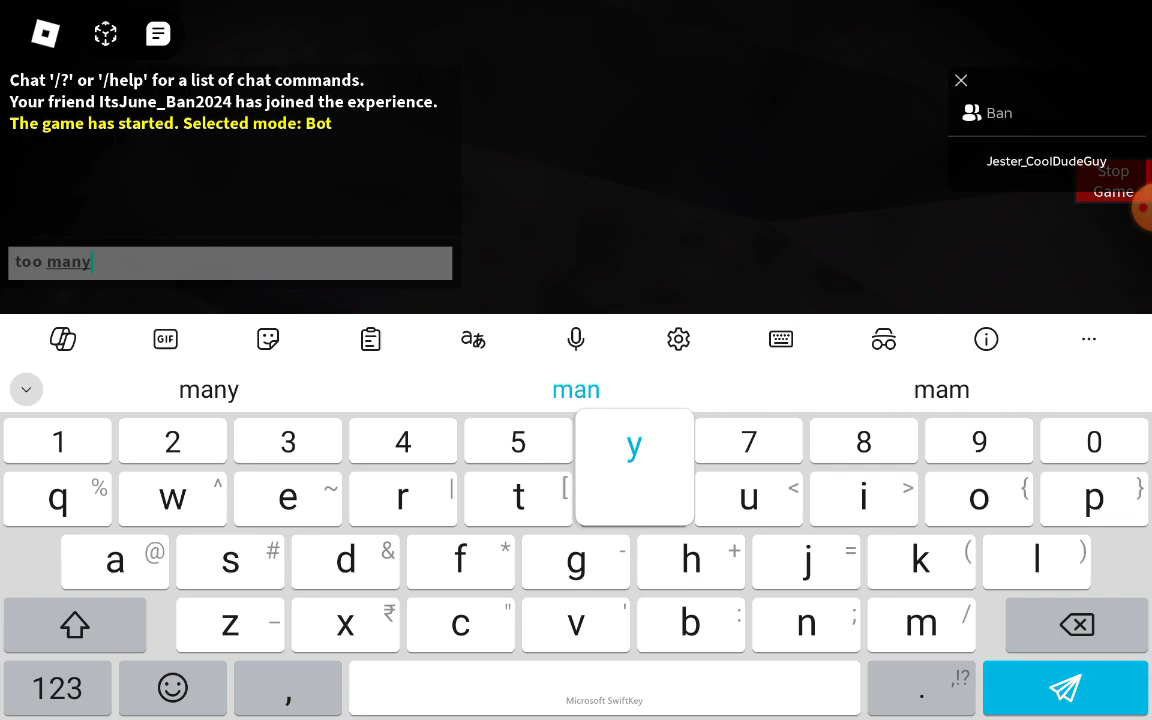 Chat '/?' or '/help' for a list of chat commands.
Your friend ItsJune_Ban2024 has joined the experience.
The game has started. Selected mode: Bot
Ban
Jester_CoolDudeGuy
Stop
Game
too many
GIF
aあ
many man mam
1 2 3 4 5 y 7 8 9 0
q % w ^ e ~ r | t [ u < i > o { p }
a @ s # d & f * g - h + j = k ( l )
z _ x ₹ c " v ' b : n ; m /
123 , Microsoft SwiftKey . ,!?